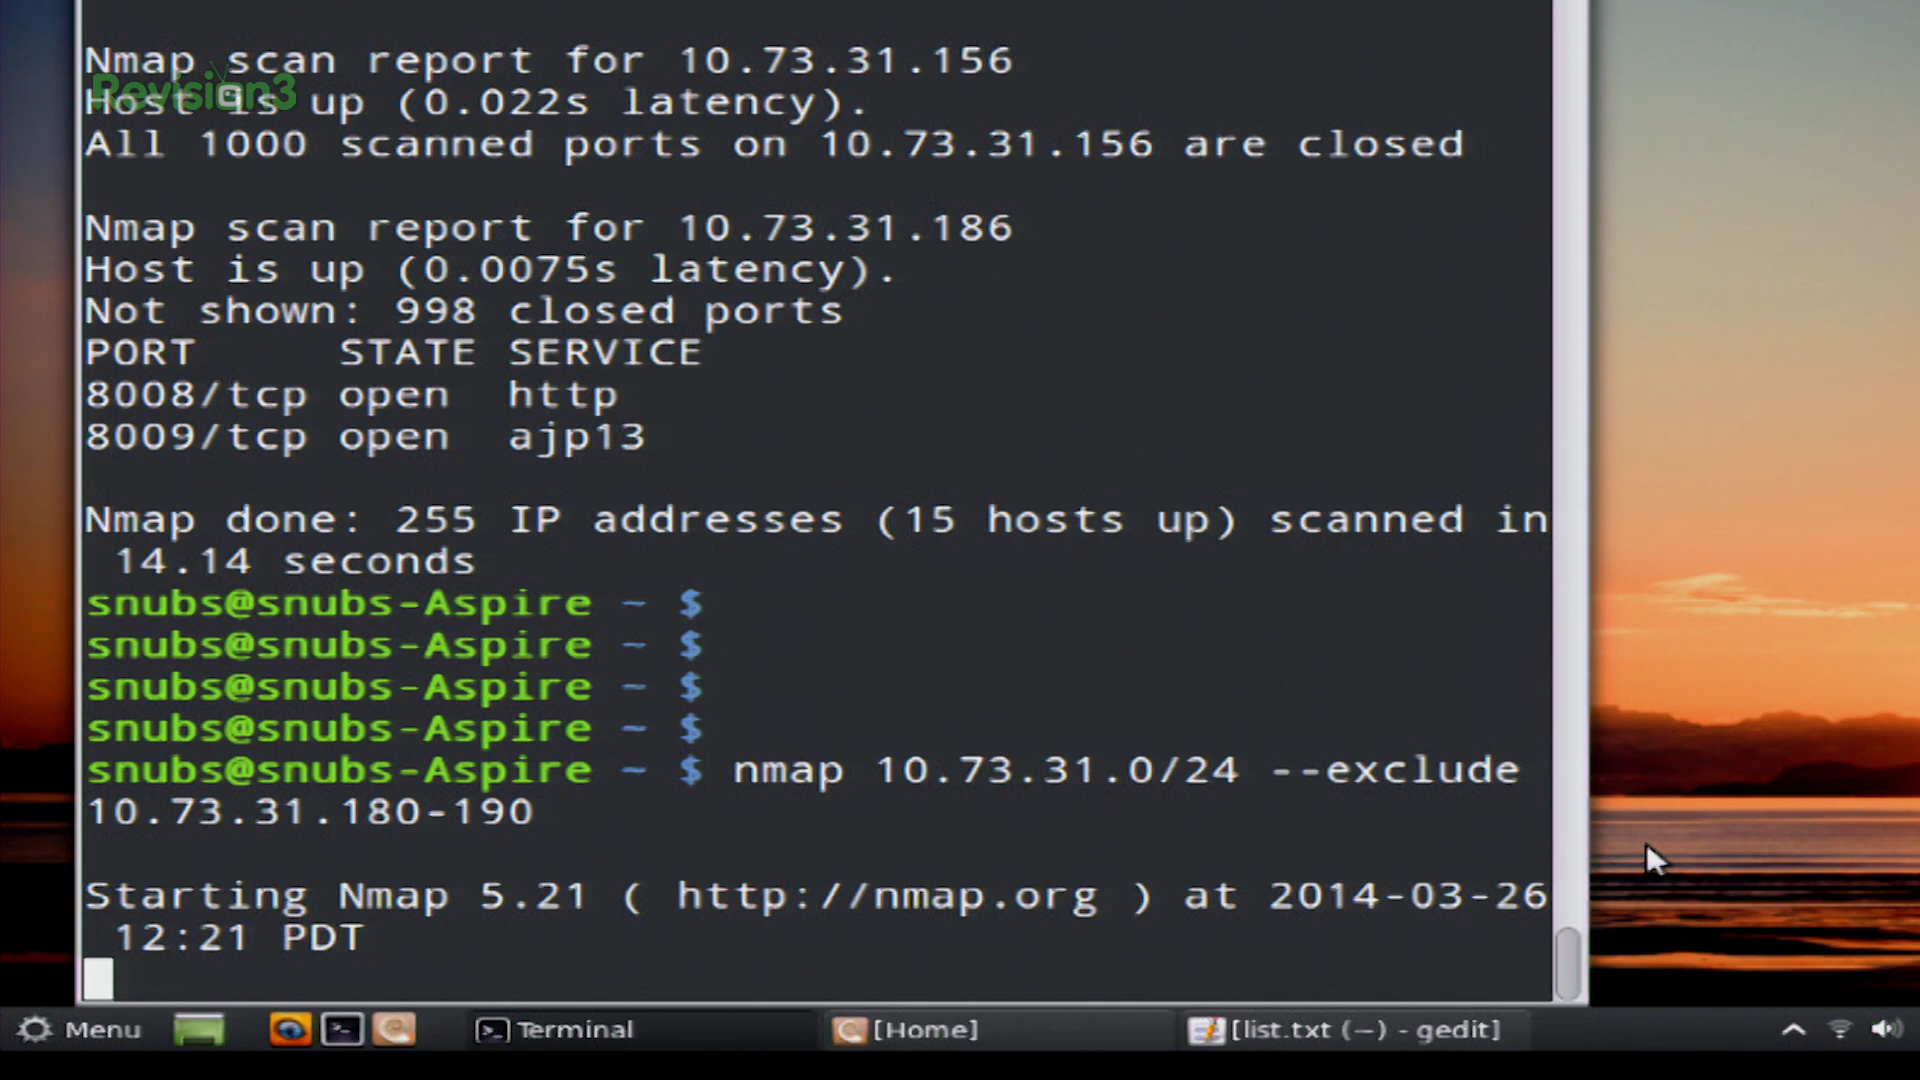 Nmap scan report for 10.73.31.156
Revision3
Host is up (0.022s latency).
All 1000 scanned ports on 10.73.31.156 are closed
Nmap scan report for 10.73.31.186
Host is up (0.0075s latency).
Not shown: 998 closed ports
PORT STATE SERVICE
8008/tcp open http
8009/tcp open ajp13
Nmap done: 255 IP addresses (15 hosts up) scanned in
14.14 seconds
snubs@snubs-Aspire ~ $
snubs@snubs-Aspire ~ $
snubs@snubs-Aspire ~ $
snubs@snubs-Aspire ~ $
snubs@snubs-Aspire ~ $ nmap 10.73.31.0/24 --exclude
10.73.31.180-190
Starting Nmap 5.21 ( http://nmap.org ) at 2014-03-26
12:21 PDT
Menu Terminal [Home] [list.txt (~) - gedit]